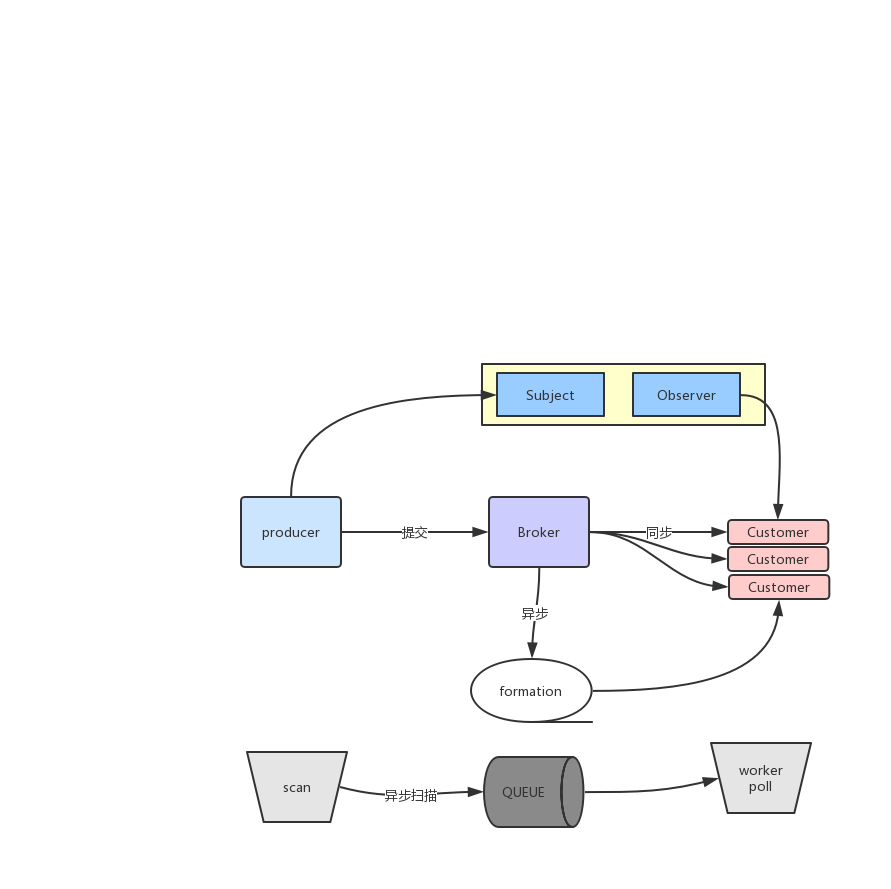 Subject
Observer
producer
提交
Broker
同步
Customer
Customer
Customer
异步
formation
scan
异步扫描
QUEUE
worker
poll